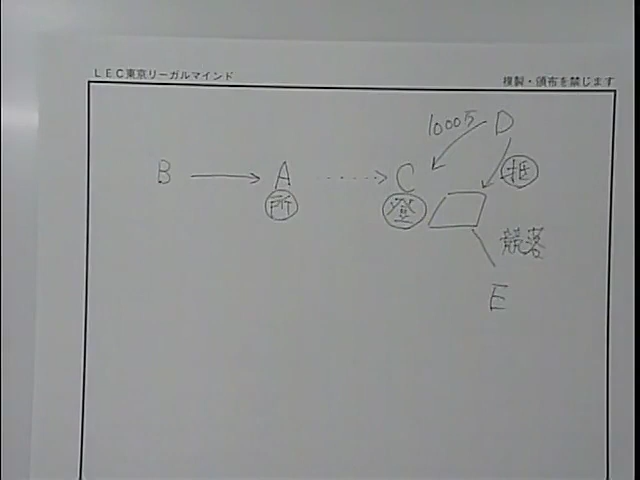 LEC東京リーガルマインド
複製・頒布を禁じます
1000万 D
B A C 抵
所 登
競落
E